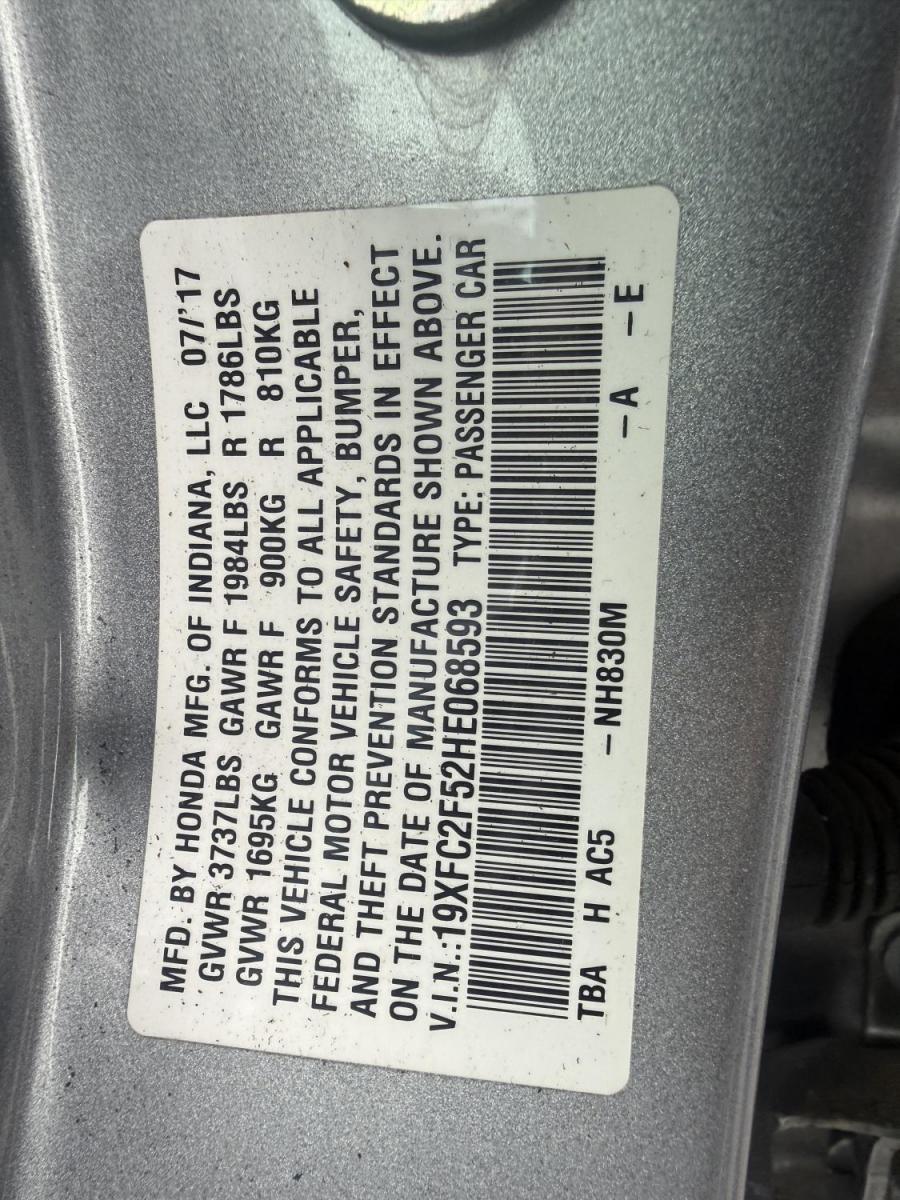 MFD. BY HONDA MFG. OF INDIANA, LLC 07/'17
GVWR 3737LBS GAWR F 1984LBS R 1786LBS
GVWR 1695KG GAWR F 900KG R 810KG
THIS VEHICLE CONFORMS TO ALL APPLICABLE
FEDERAL MOTOR VEHICLE SAFETY, BUMPER,
AND THEFT PREVENTION STANDARDS IN EFFECT
ON THE DATE OF MANUFACTURE SHOWN ABOVE.
V.I.N.:19XFC2F52HE068593 TYPE: PASSENGER CAR
TBA H AC5 –NH830M –A –E